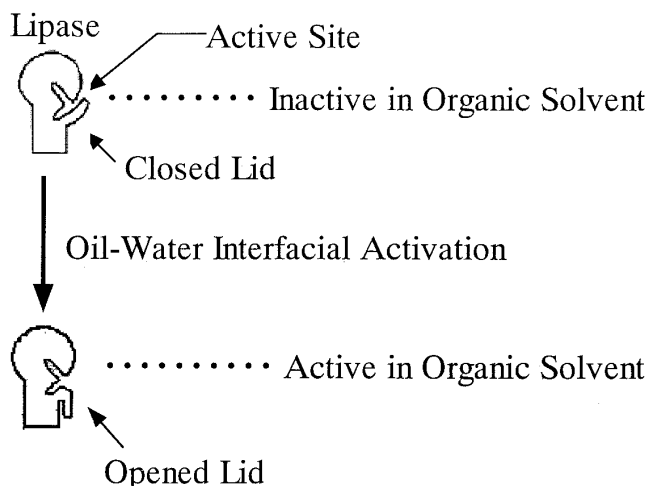 Lipase
Active Site
Inactive in Organic Solvent
Closed Lid
Oil-Water Interfacial Activation
Active in Organic Solvent
Opened Lid